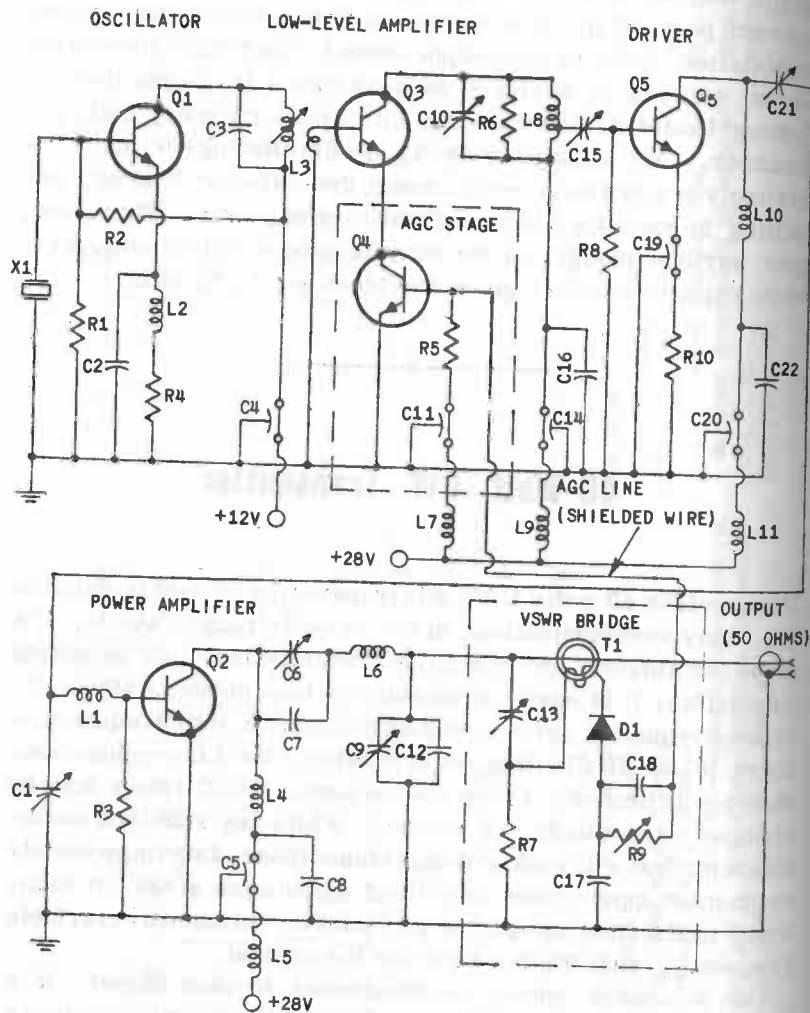 OSCILLATOR LOW-LEVEL AMPLIFIER DRIVER
Q1
C3
L3
R2
X1
R1
L2
C2
R4
C4
+12V
Q3
C10
R6
L8
C15
AGC STAGE
Q4
R5
C11
C16
C14
L7
L9
+28V
AGC LINE
(SHIELDED WIRE)
Q5
Q5
C21
L10
R8
C19
R10
C22
C20
L11
POWER AMPLIFIER
Q2
L1
C1
R3
C6
C7
L6
C9
C12
L4
C5
C8
L5
+28V
VSWR BRIDGE
T1
C13
D1
C18
R7
R9
C17
OUTPUT
(50 OHMS)